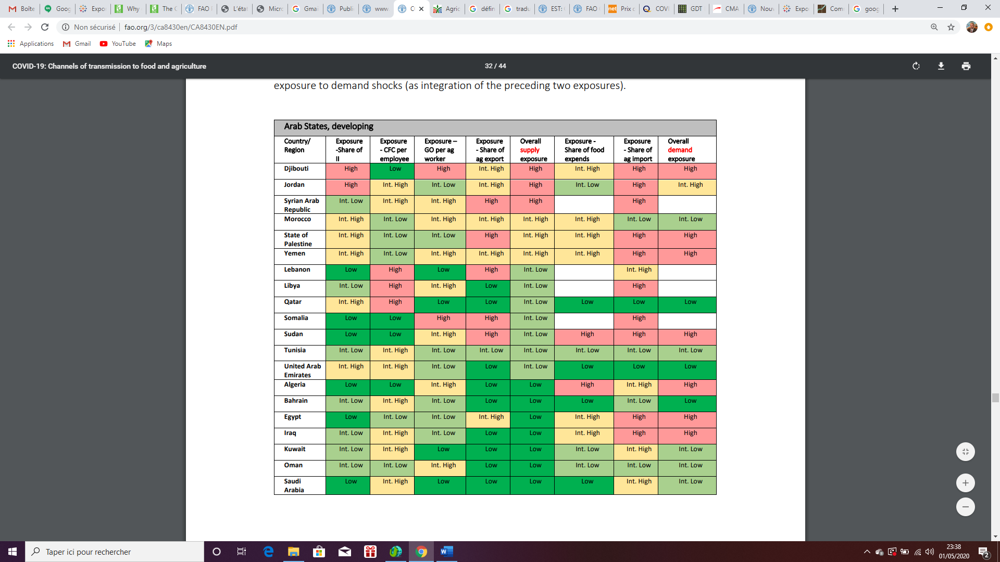 Boîte
Goog
Expo
Why
The C
FAO
L'état
Micro
Gmai
Publi
www.
C
Agric
défin
tradu
EST:
FAO
net Prix c
COVI
GDT
CMA
Nouv
Expo
Com
goog
Non sécurisé fao.org/3/ca8430en/CA8430EN.pdf
Applications Gmail YouTube Maps
COVID-19: Channels of transmission to food and agriculture 32 / 44
exposure to demand shocks (as integration of the preceding two exposures).
Arab States, developing
Country/ Exposure Exposure Exposure – Exposure Overall Exposure - Exposure Overall
Region -Share of - CFC per GO per ag - Share of supply Share of food - Share of demand
II employee worker ag export exposure expends ag import exposure
Djibouti High Low High Int. High High Int. High High High
Jordan High Int. High Int. Low Int. High High Int. Low High Int. High
Syrian Arab Int. Low Int. High Int. High High High High
Republic
Morocco Int. High Int. Low Int. High Int. High Int. High Int. High Int. Low Int. Low
State of Int. High Int. Low Int. Low High Int. High Int. High High High
Palestine
Yemen Int. High Int. Low Int. High Int. High Int. High Int. High High High
Lebanon Low High Low High Int. Low Int. High
Libya Int. Low High Int. High Low Int. Low High
Qatar Int. High High Low Low Int. Low Low Low Low
Somalia Low Low High High Int. Low High
Sudan Low Low Int. High High Int. Low High High High
Tunisia Int. Low Int. High Int. Low Int. Low Int. Low Int. Low Int. Low Int. Low
United Arab Int. High Int. High Int. Low Low Int. Low Low Low Low
Emirates
Algeria Low Low Int. High Low Low High Int. High High
Bahrain Int. Low Int. High Int. Low Low Low Low Int. Low Low
Egypt Low Int. Low Int. Low Int. High Low Int. High High High
Iraq Int. Low Int. High Int. Low Low Low Int. High High High
Kuwait Int. Low Int. High Low Low Low Int. Low Int. High Int. Low
Oman Int. Low Int. Low Int. High Low Low Int. Low Int. Low Int. Low
Saudi Low Int. High Low Low Low Low Int. High Int. Low
Arabia
Taper ici pour rechercher
23:38
01/05/2020
2